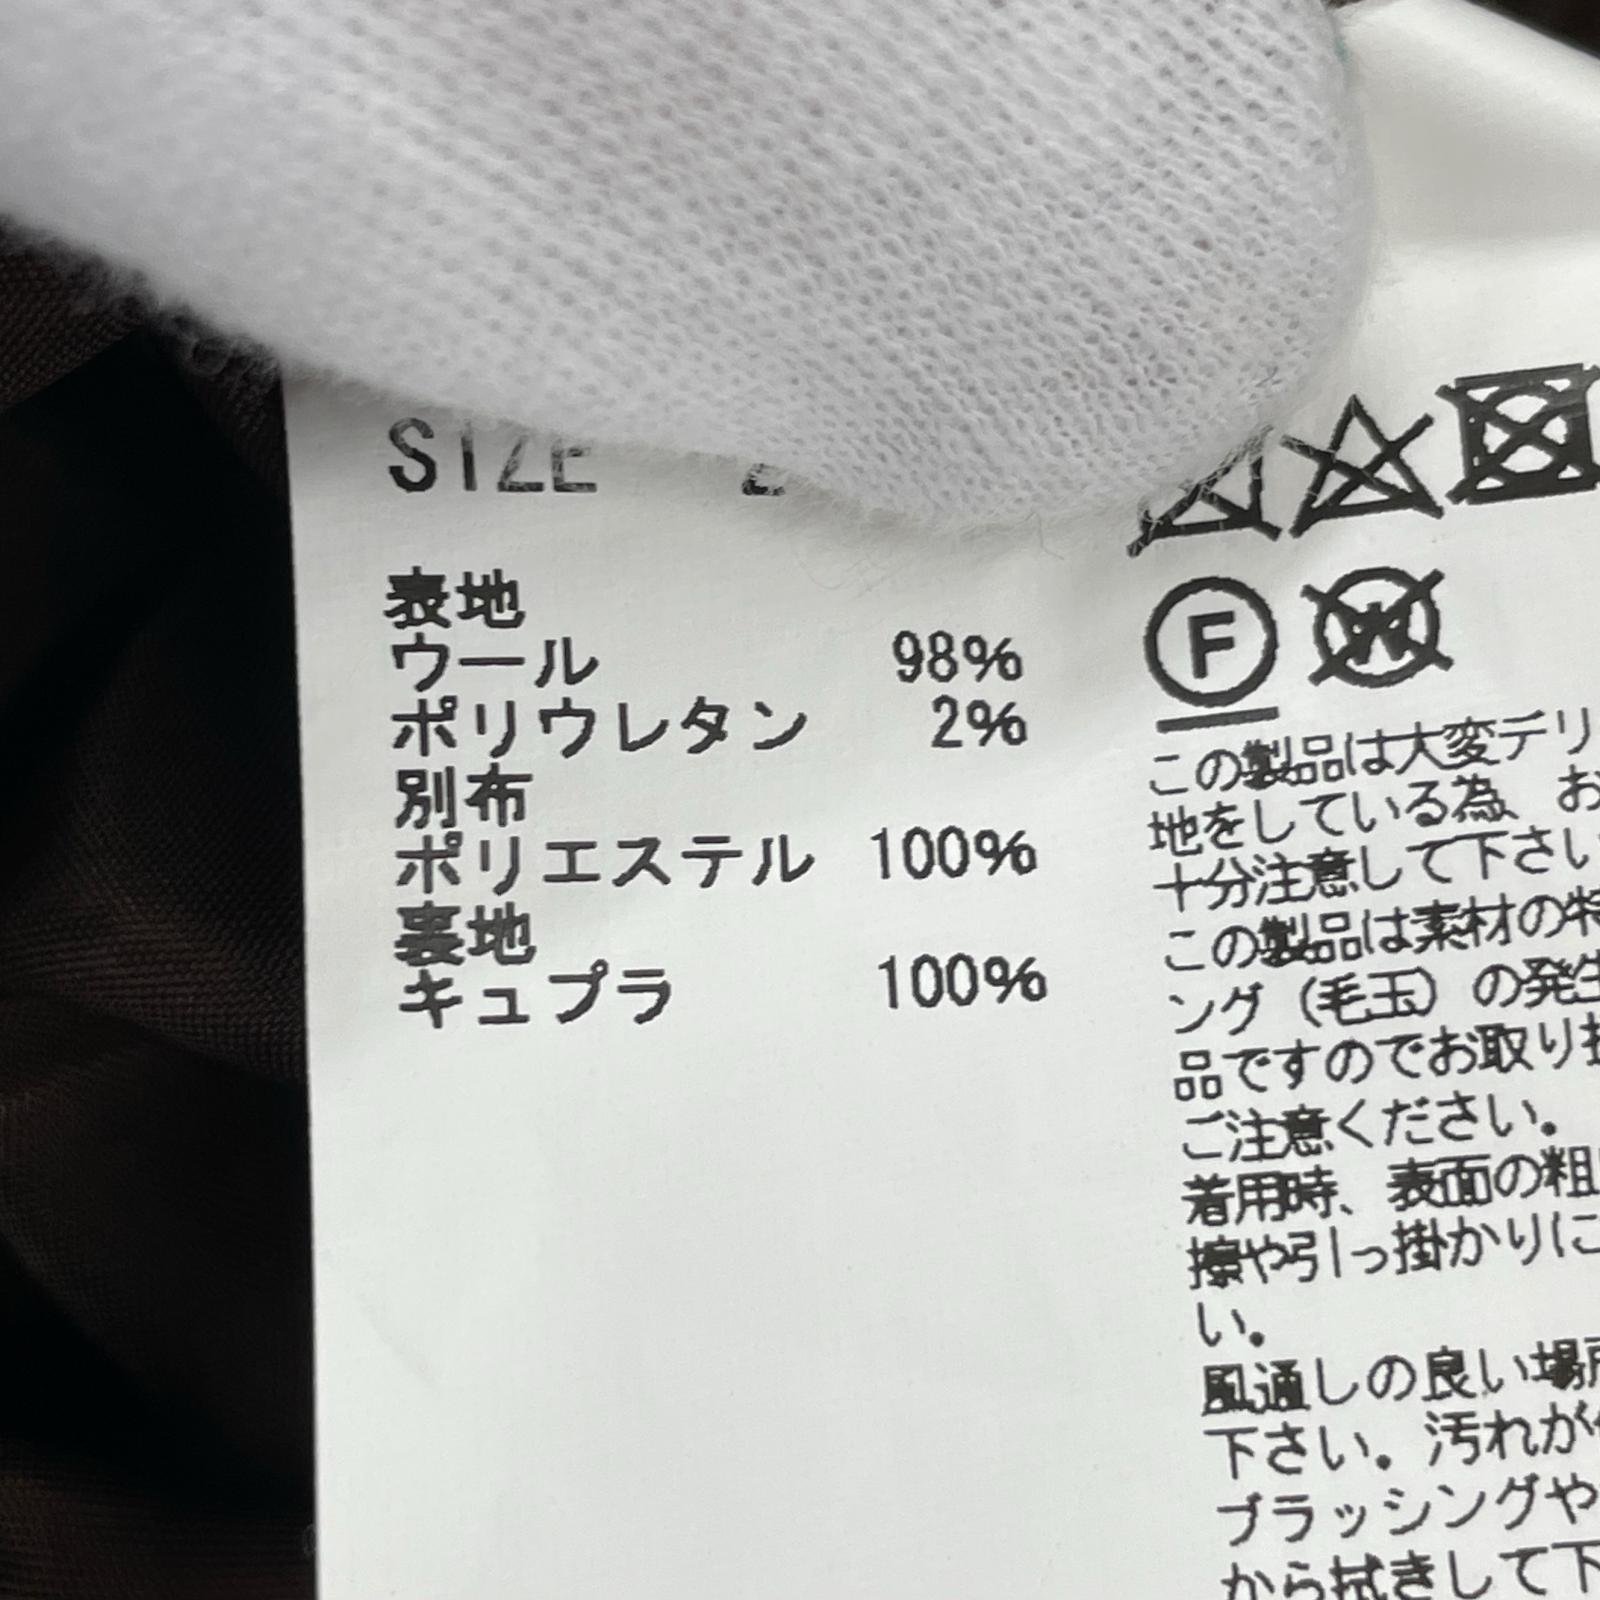 SIZE
表地
ウール 98%
ポリウレタン 2%
別布
ポリエステル 100%
裏地
キュプラ 100%
F
W
この製品は大変デリ
地をしている為、お
十分注意して下さい
この製品は素材の特
ング（毛玉）の発生
品ですのでお取り扱
ご注意ください。
着用時、表面の粗
擦や引っ掛かりに
い。
風通しの良い場所
下さい。汚れが
ブラッシングや
から拭きして下